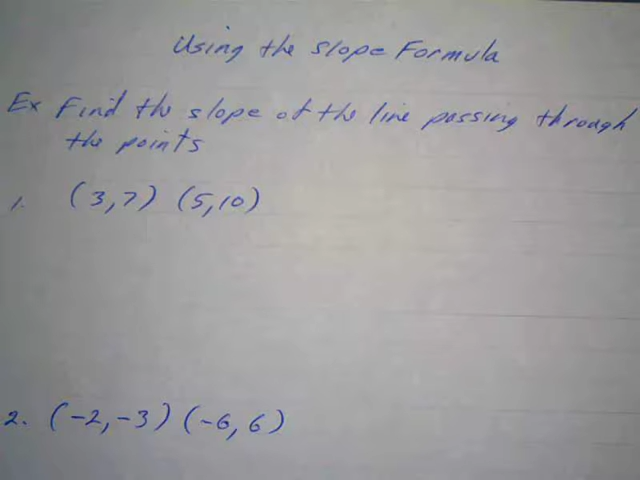 Using the Slope Formula
Ex Find the slope of the line passing through
the points
1. (3,7) (5,10)
2. (-2,-3) (-6,6)